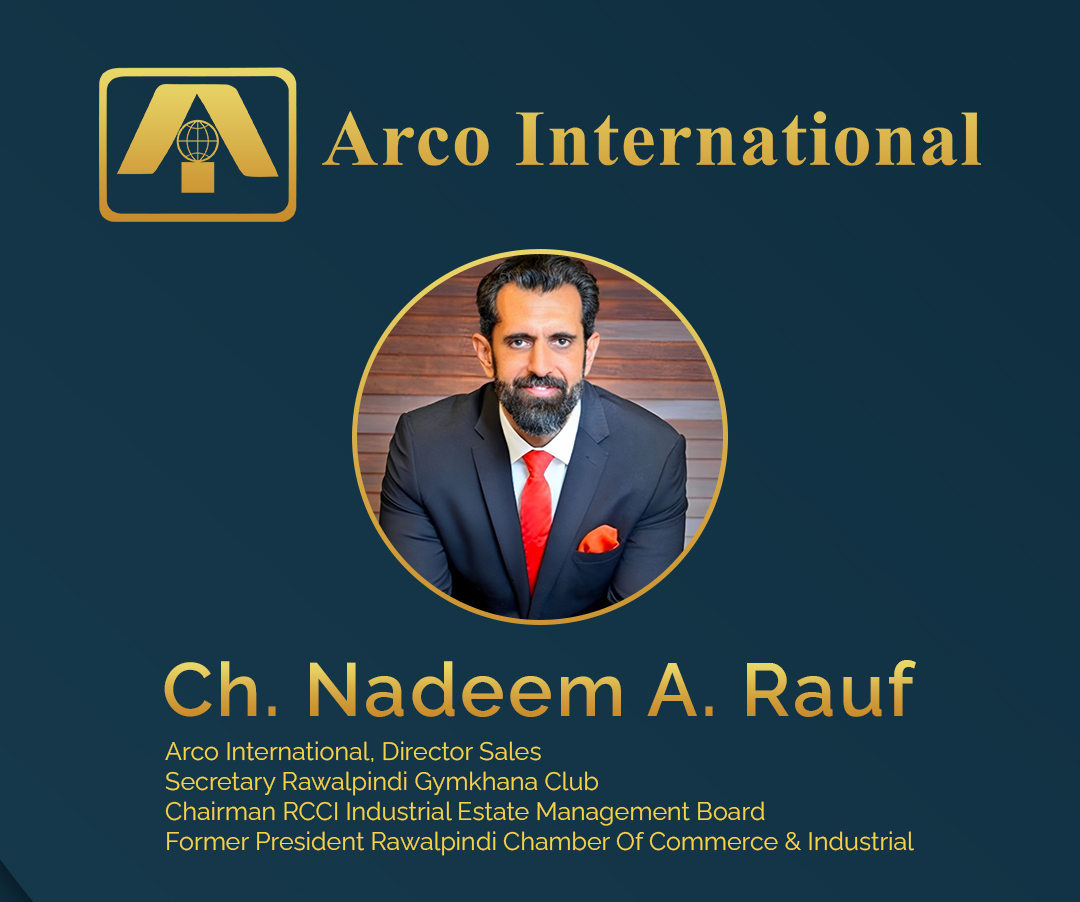 Arco International
Ch. Nadeem A. Rauf
Arco International, Director Sales
Secretary Rawalpindi Gymkhana Club
Chairman RCCI Industrial Estate Management Board
Former President Rawalpindi Chamber Of Commerce & Industrial